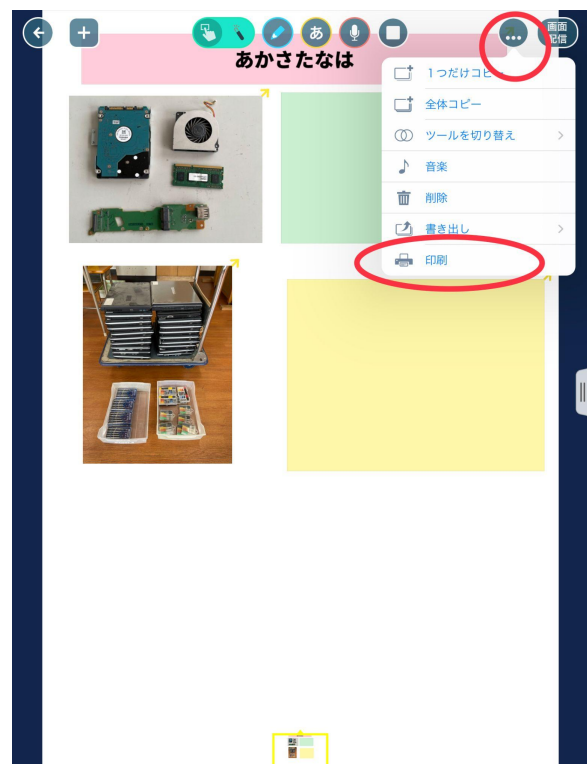 あ
画面
配信
あかさたなは
1つだけコピー
全体コピー
ツールを切り替え
音楽
削除
書き出し
印刷